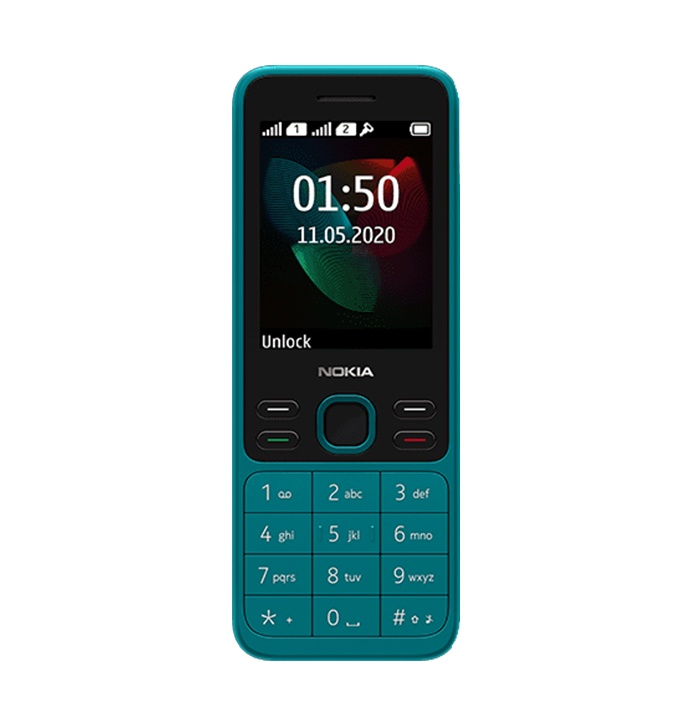 1 2
01:50
11.05.2020
Unlock
NOKIA
1 2 abc 3 def
4 ghi 5 jkl 6 mno
7 pqrs 8 tuv 9 wxyz
* + 0 #